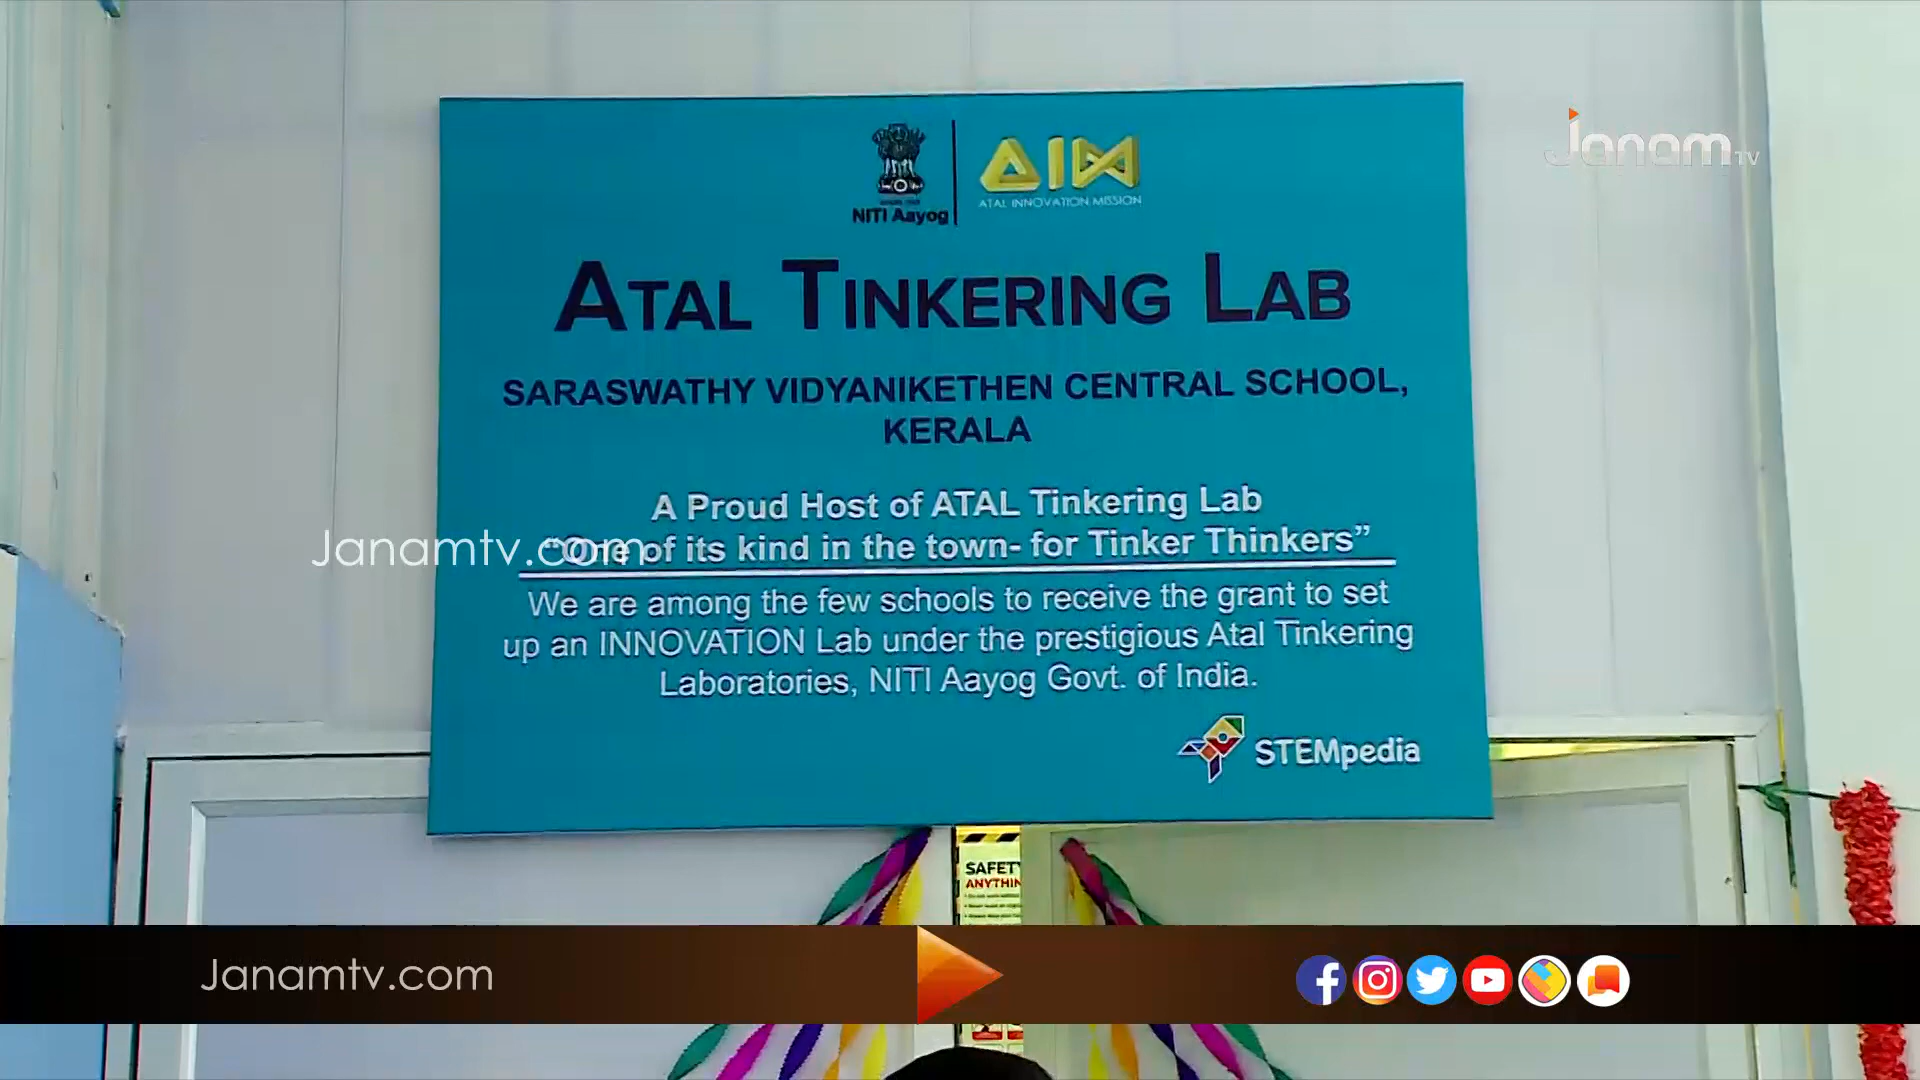 Janam TV
NITI Aayog
AIM
ATAL INNOVATION MISSION
ATAL TINKERING LAB
SARASWATHY VIDYANIKETHEN CENTRAL SCHOOL,
KERALA
A Proud Host of ATAL Tinkering Lab
“One of its kind in the town- for Tinker Thinkers”
Janamtv.com
We are among the few schools to receive the grant to set
up an INNOVATION Lab under the prestigious Atal Tinkering
Laboratories, NITI Aayog Govt. of India.
STEMpedia
SAFETY
Janamtv.com